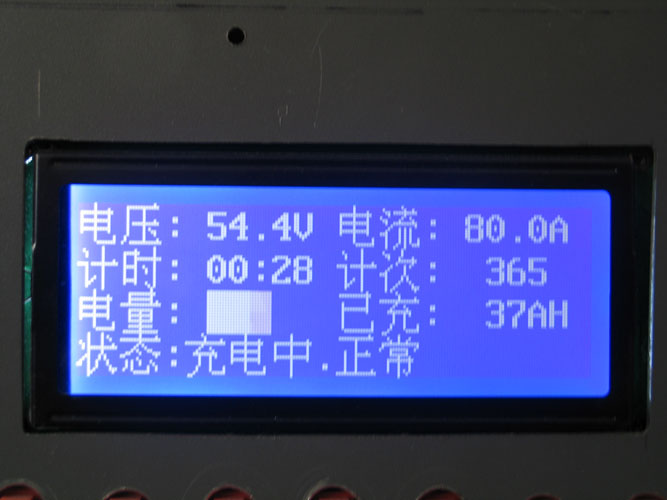 电压: 54.4V 电流: 80.0A
计时: 00:28 计次: 365
电量: 已充: 37AH
状态:充电中.正常